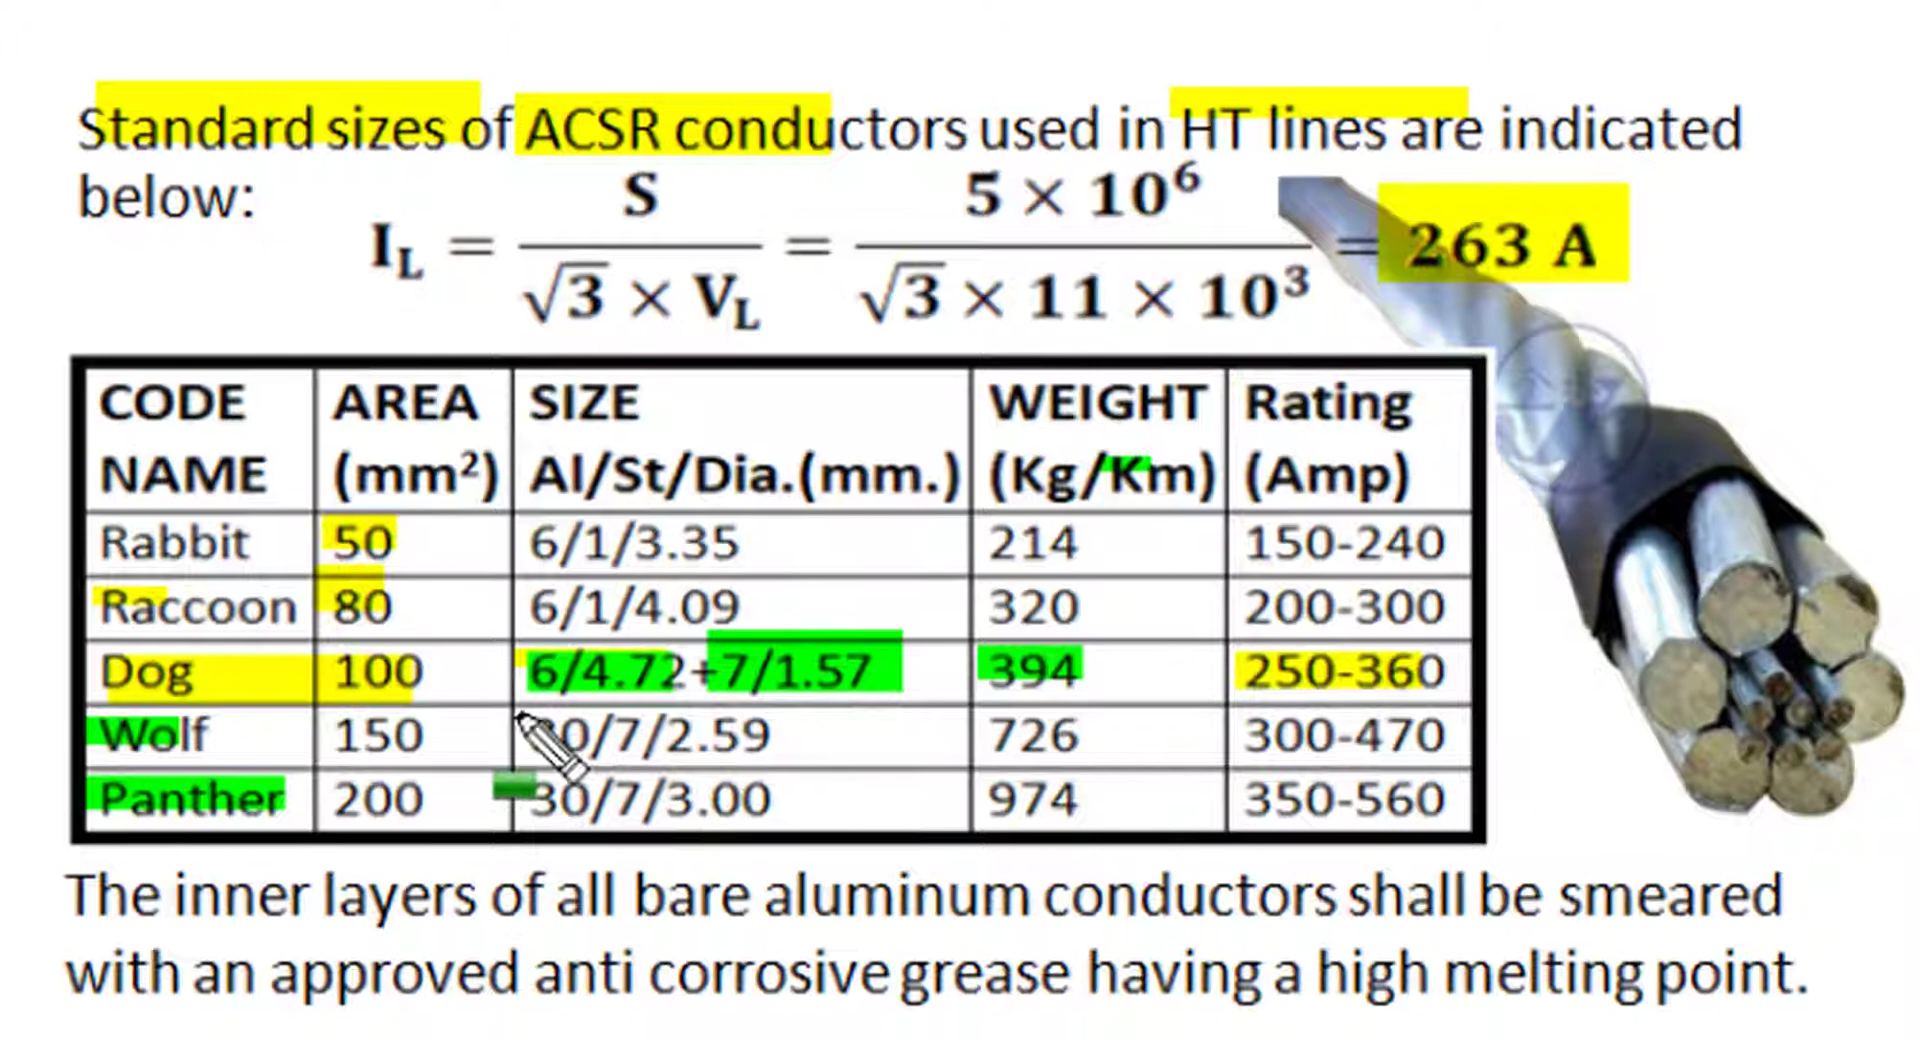 Standard sizes of ACSR conductors used in HT lines are indicated
below:
I_L = S / (√3 × V_L) = 5 × 10⁶ / (√3 × 11 × 10³) = 263 A
CODE NAME | AREA (mm²) | SIZE Al/St/Dia.(mm.) | WEIGHT (Kg/Km) | Rating (Amp)
Rabbit | 50 | 6/1/3.35 | 214 | 150-240
Raccoon | 80 | 6/1/4.09 | 320 | 200-300
Dog | 100 | 6/4.72+7/1.57 | 394 | 250-360
Wolf | 150 | 30/7/2.59 | 726 | 300-470
Panther | 200 | 30/7/3.00 | 974 | 350-560
The inner layers of all bare aluminum conductors shall be smeared
with an approved anti corrosive grease having a high melting point.